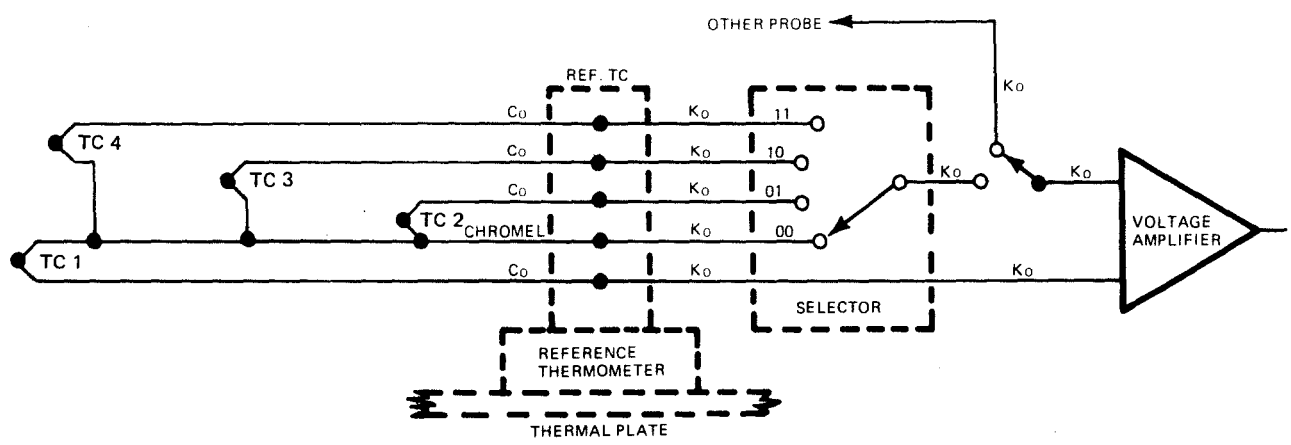 OTHER PROBE
REF. TC
Ko
Co Ko 11
TC 4
Co Ko 10
TC 3
Ko Ko
Co Ko 01
TC 2
CHROMEL Ko 00
VOLTAGE
AMPLIFIER
TC 1
Co Ko Ko
SELECTOR
REFERENCE
THERMOMETER
THERMAL PLATE